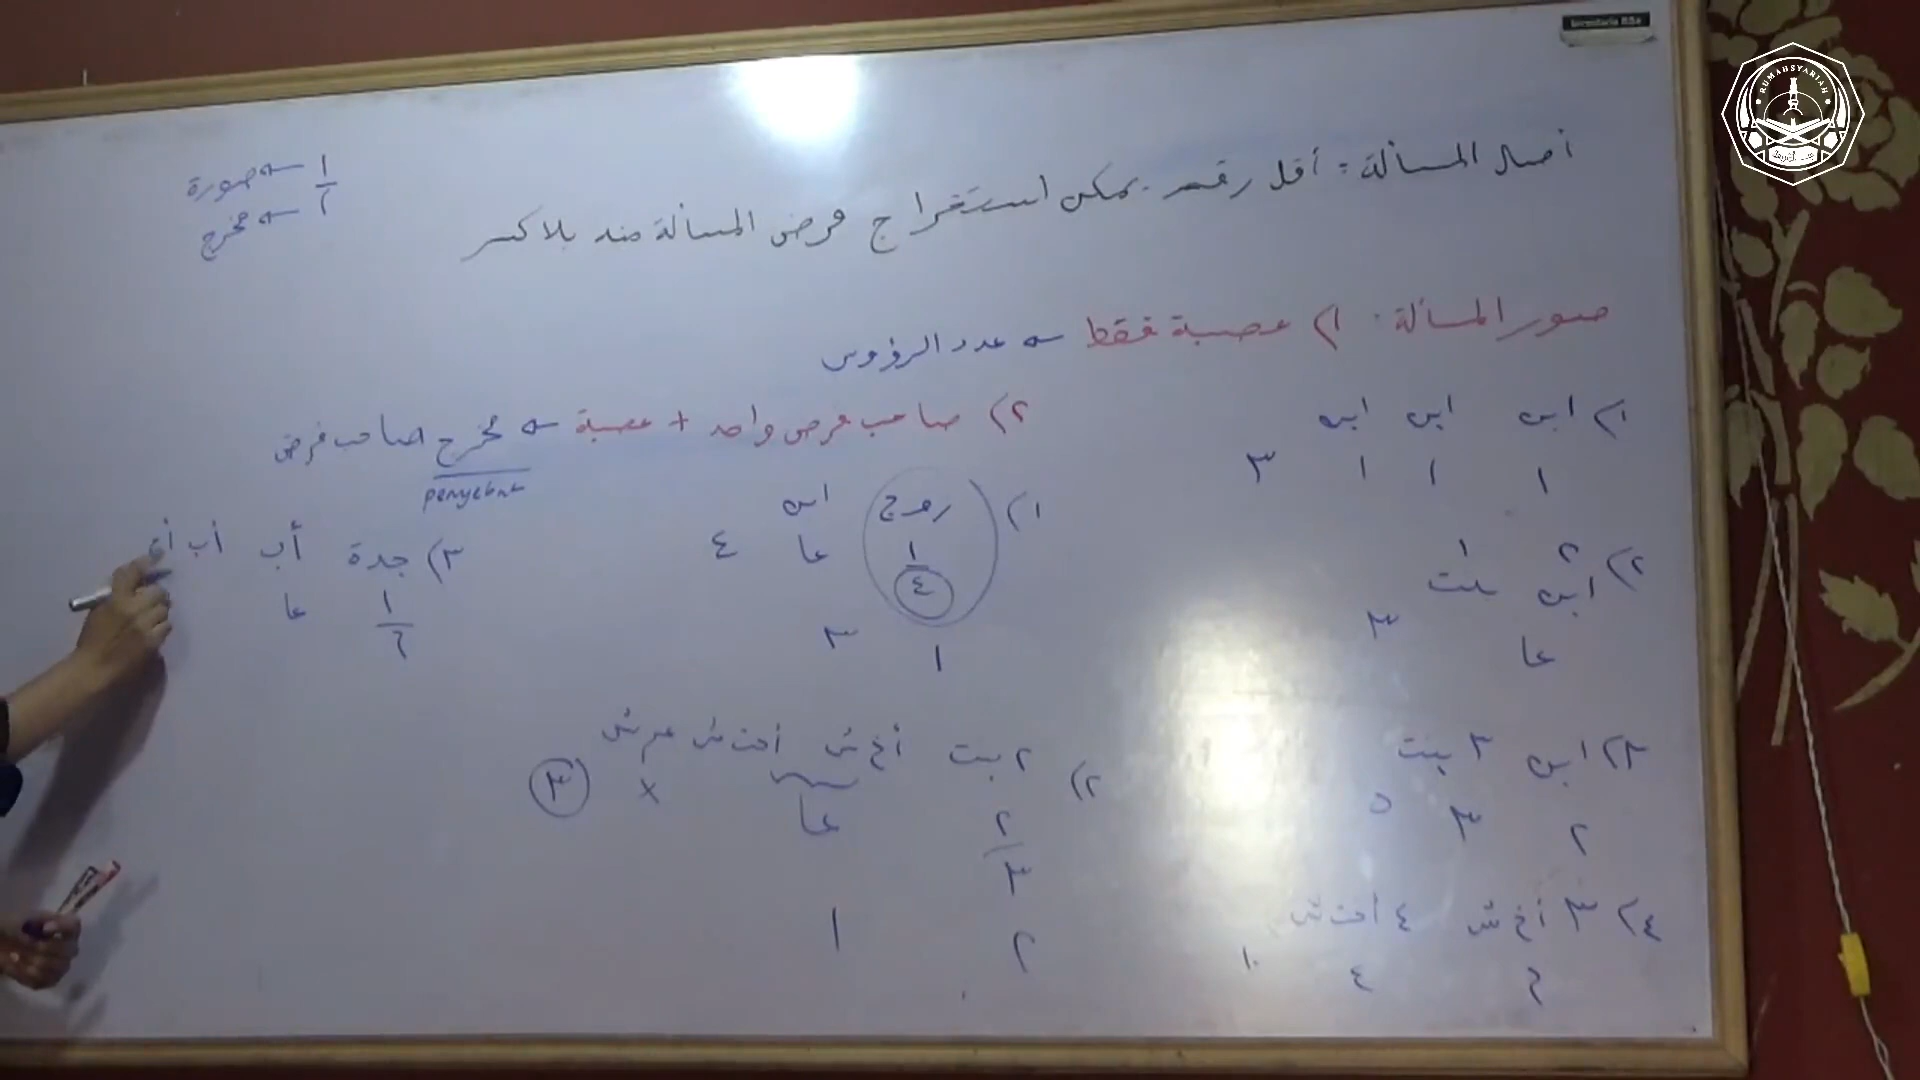 أصل المسألة : أقل رقم يمكن استخراج فرض المسألة منه بلا كسر
١ ← صورة
٢ ← مخرج
صور المسألة : ١) عصبة فقط ← عدد الرؤوس
١) ابن ابن ابن
١ ١ ١ ٣
٢) ابن بنت
٢ ١ ٣
عا
٣) ابن ٣ بنت
٢ ٣ ٥
٤) ٣ أخ ش ٤ أخت ش
٦ ٤ ١٠
٢) صاحب فرض واحد + عصبة ← مخرج صاحب فرض
penyebut
١) زوج ابن
١ عا ٤
٤
١ ٣
٢) ٢ بنت أخ ش أخت ش عم ش
٢ عا x ٣
٣
٢ ١
٣) جدة أب أب أب
١ عا
٦
RUMAHSYARIAH